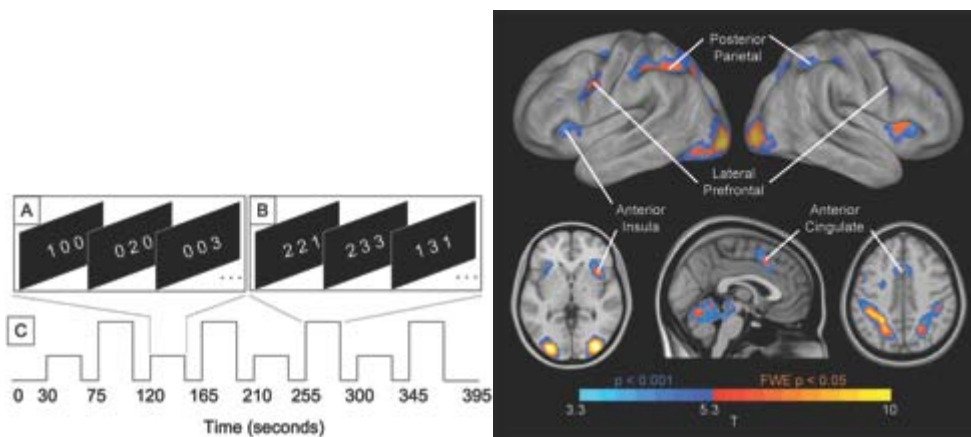 A
1 0 0
0 2 0
0 0 3
...
B
2 2 1
2 3 3
1 3 1
...
C
0 30 75 120 165 210 255 300 345 395
Time (seconds)
Posterior
Parietal
Lateral
Prefrontal
Anterior
Insula
Anterior
Cingulate
p < 0.001 FWE p < 0.05
3.3 5.3 10
T